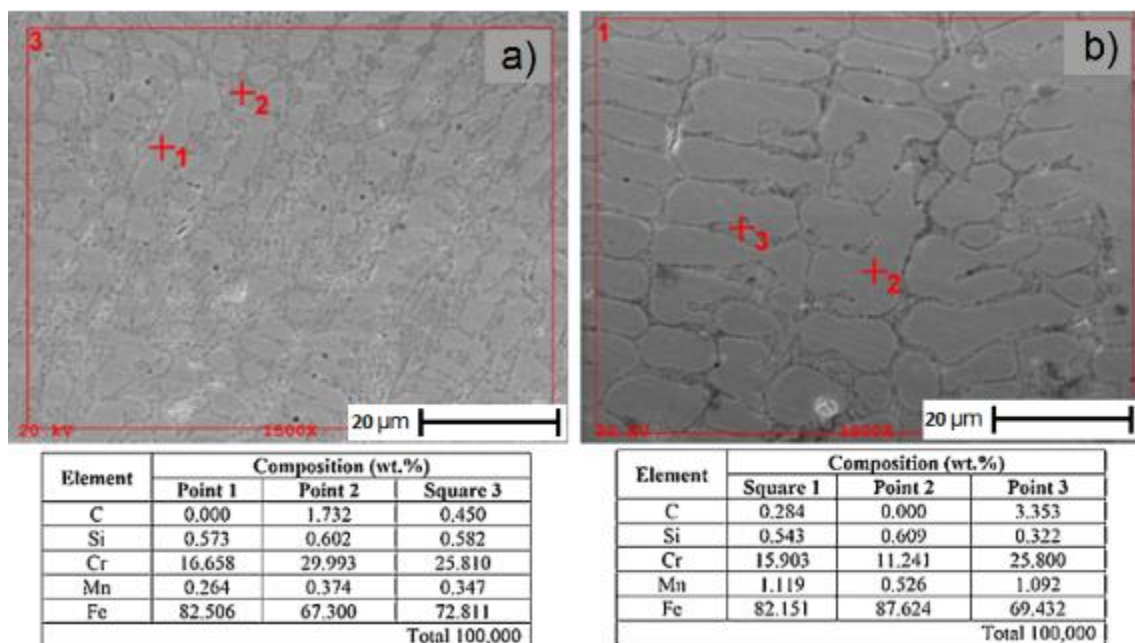 3
a)
2
1
20 µm
20 kV 1500X
1
b)
3
2
20 µm
Element Composition (wt.%)
Point 1 Point 2 Square 3
C 0.000 1.732 0.450
Si 0.573 0.602 0.582
Cr 16.658 29.993 25.810
Mn 0.264 0.374 0.347
Fe 82.506 67.300 72.811
Total 100,000
Element Composition (wt.%)
Square 1 Point 2 Point 3
C 0.284 0.000 3.353
Si 0.543 0.609 0.322
Cr 15.903 11.241 25.800
Mn 1.119 0.526 1.092
Fe 82.151 87.624 69.432
Total 100,000